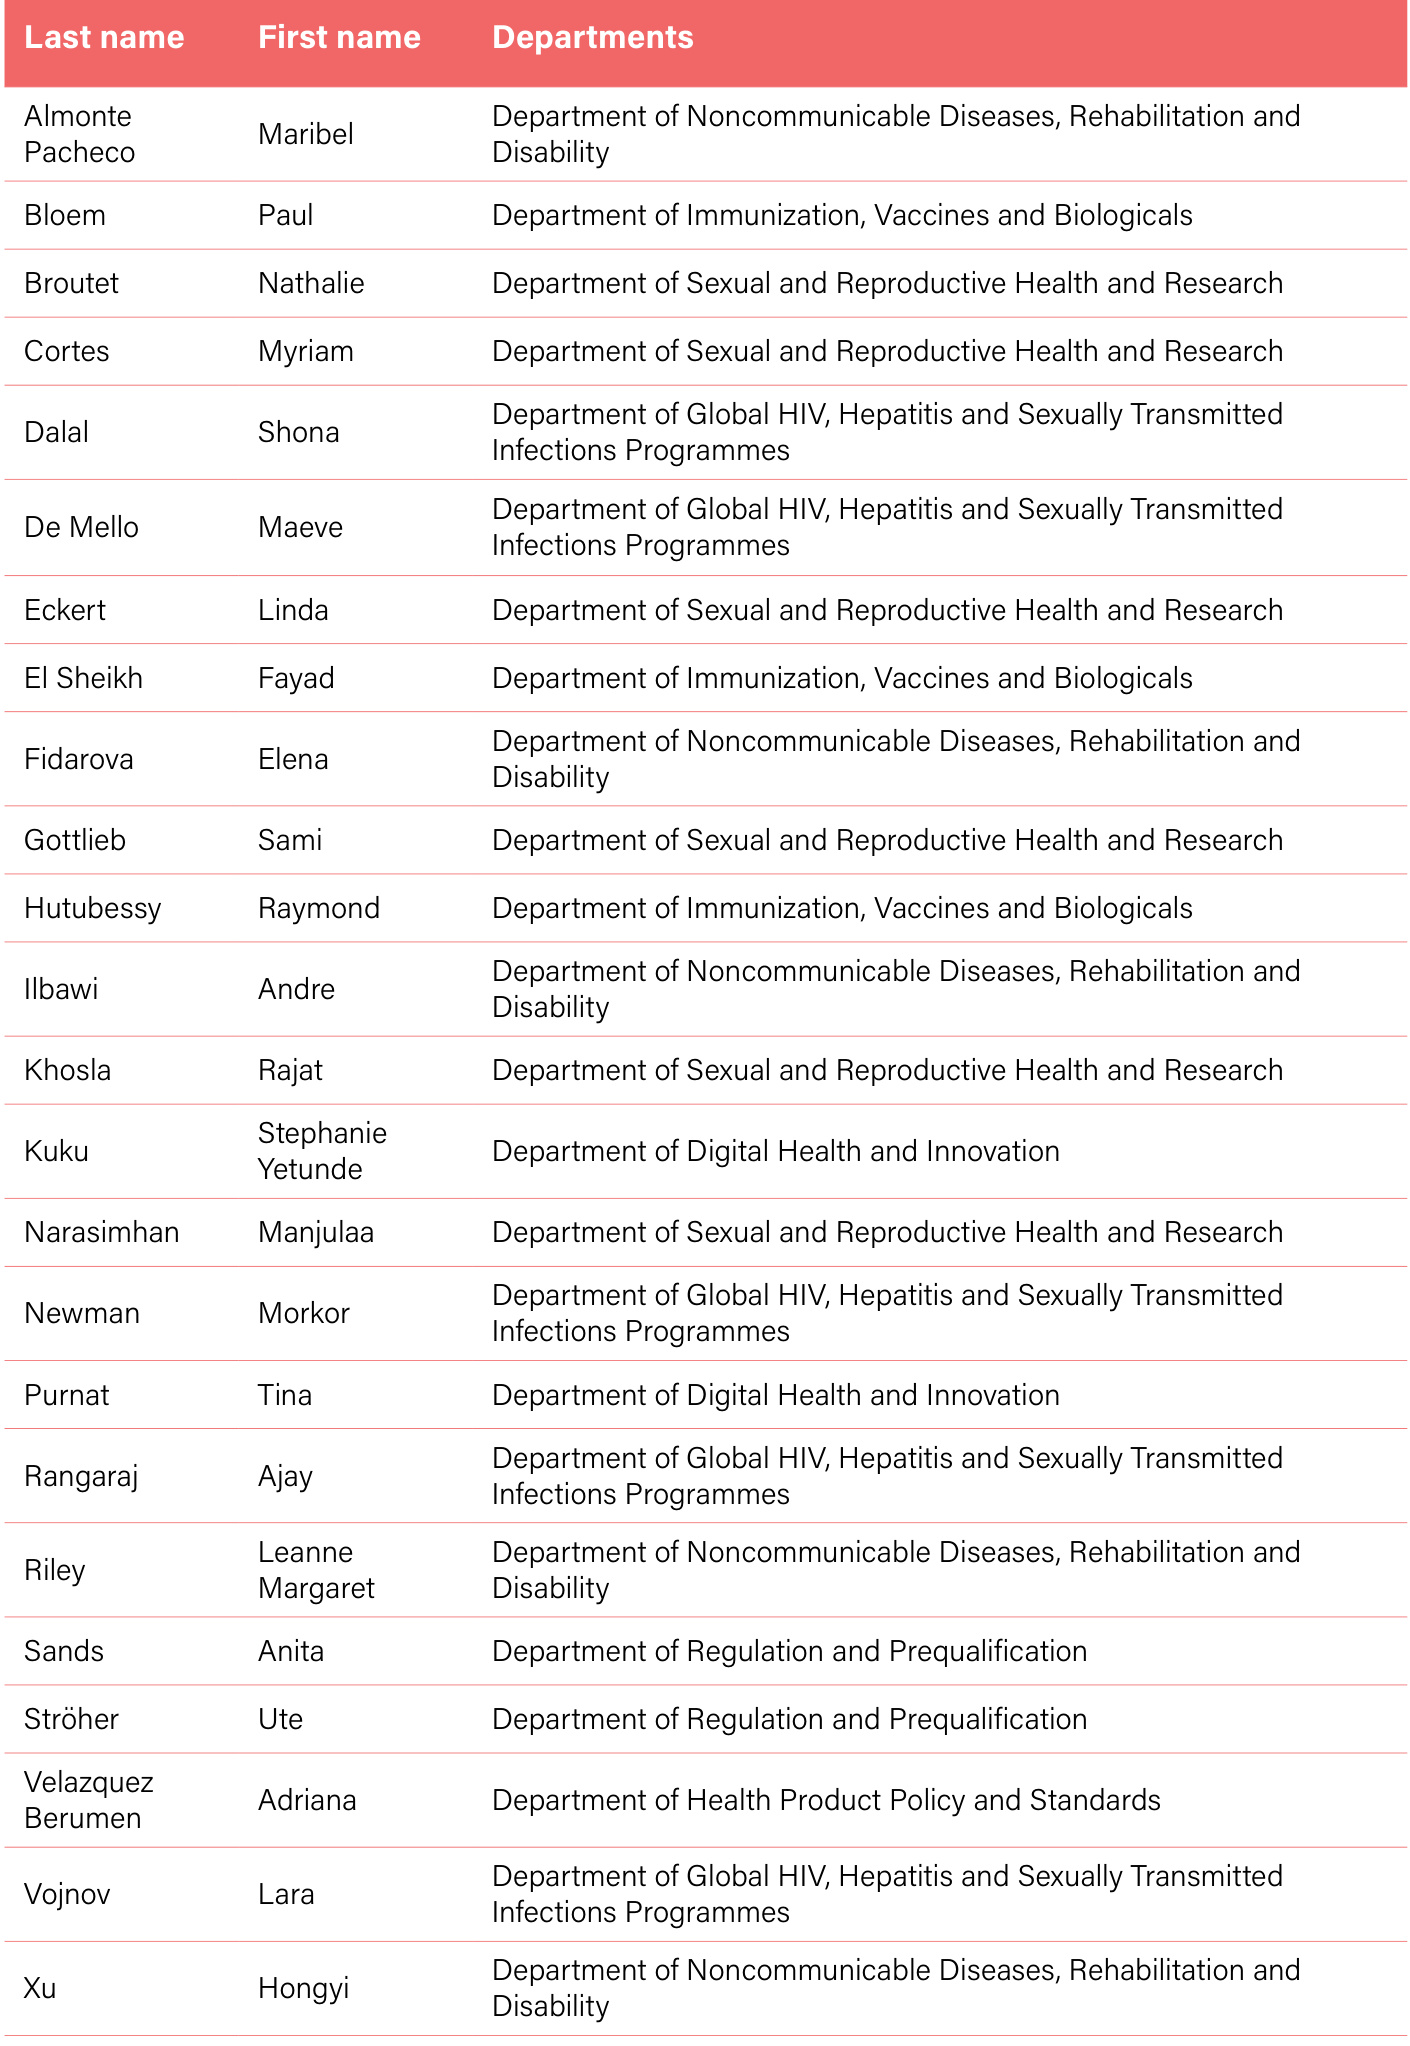 Last name First name Departments
Almonte
Pacheco
Maribel
Department of Noncommunicable Diseases, Rehabilitation and
Disability
Bloem Paul Department of Immunization, Vaccines and Biologicals
Broutet Nathalie Department of Sexual and Reproductive Health and Research
Cortes Myriam Department of Sexual and Reproductive Health and Research
Dalal Shona
Department of Global HIV, Hepatitis and Sexually Transmitted
Infections Programmes
De Mello Maeve
Department of Global HIV, Hepatitis and Sexually Transmitted
Infections Programmes
Eckert Linda Department of Sexual and Reproductive Health and Research
El Sheikh Fayad Department of Immunization, Vaccines and Biologicals
Fidarova Elena
Department of Noncommunicable Diseases, Rehabilitation and
Disability
Gottlieb Sami Department of Sexual and Reproductive Health and Research
Hutubessy Raymond Department of Immunization, Vaccines and Biologicals
Ilbawi Andre
Department of Noncommunicable Diseases, Rehabilitation and
Disability
Khosla Rajat Department of Sexual and Reproductive Health and Research
Kuku
Stephanie
Yetunde
Department of Digital Health and Innovation
Narasimhan Manjulaa Department of Sexual and Reproductive Health and Research
Newman Morkor
Department of Global HIV, Hepatitis and Sexually Transmitted
Infections Programmes
Purnat Tina Department of Digital Health and Innovation
Rangaraj Ajay
Department of Global HIV, Hepatitis and Sexually Transmitted
Infections Programmes
Riley
Leanne
Margaret
Department of Noncommunicable Diseases, Rehabilitation and
Disability
Sands Anita Department of Regulation and Prequalification
Ströher Ute Department of Regulation and Prequalification
Velazquez
Berumen
Adriana Department of Health Product Policy and Standards
Vojnov Lara
Department of Global HIV, Hepatitis and Sexually Transmitted
Infections Programmes
Xu Hongyi
Department of Noncommunicable Diseases, Rehabilitation and
Disability